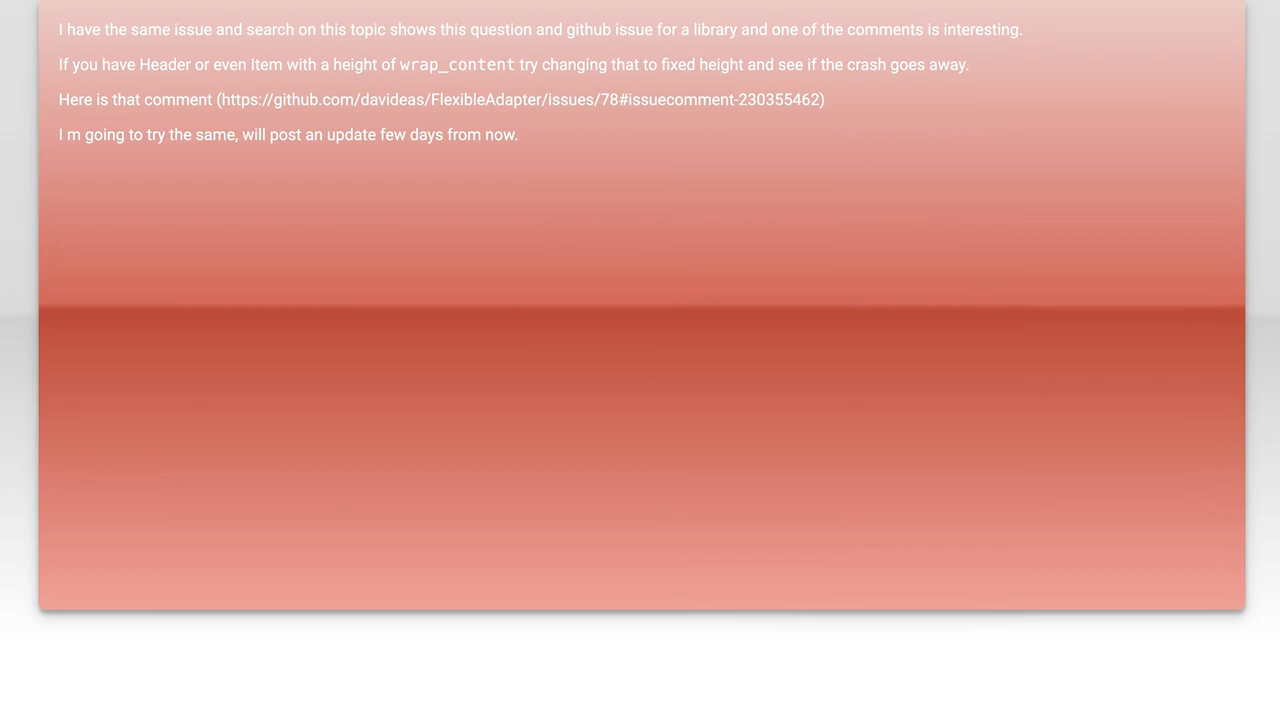 I have the same issue and search on this topic shows this question and github issue for a library and one of the comments is interesting.
If you have Header or even Item with a height of wrap_content try changing that to fixed height and see if the crash goes away.
Here is that comment (https://github.com/davideas/FlexibleAdapter/issues/78#issuecomment-230355462)
I m going to try the same, will post an update few days from now.